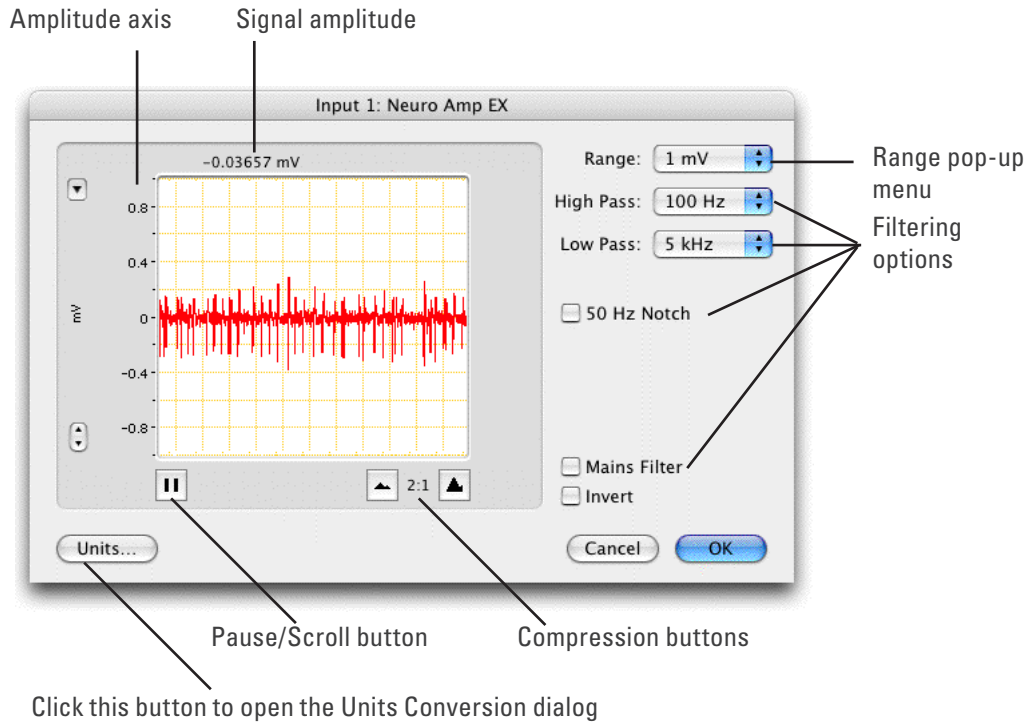 Amplitude axis
Signal amplitude
Input 1: Neuro Amp EX
-0.03657 mV
Range: 1 mV
High Pass: 100 Hz
Low Pass: 5 kHz
Range pop-up
menu
Filtering
options
0.8
0.4
mV
0
-0.4
-0.8
50 Hz Notch
Mains Filter
Invert
2:1
Units...
Cancel
OK
Pause/Scroll button
Compression buttons
Click this button to open the Units Conversion dialog